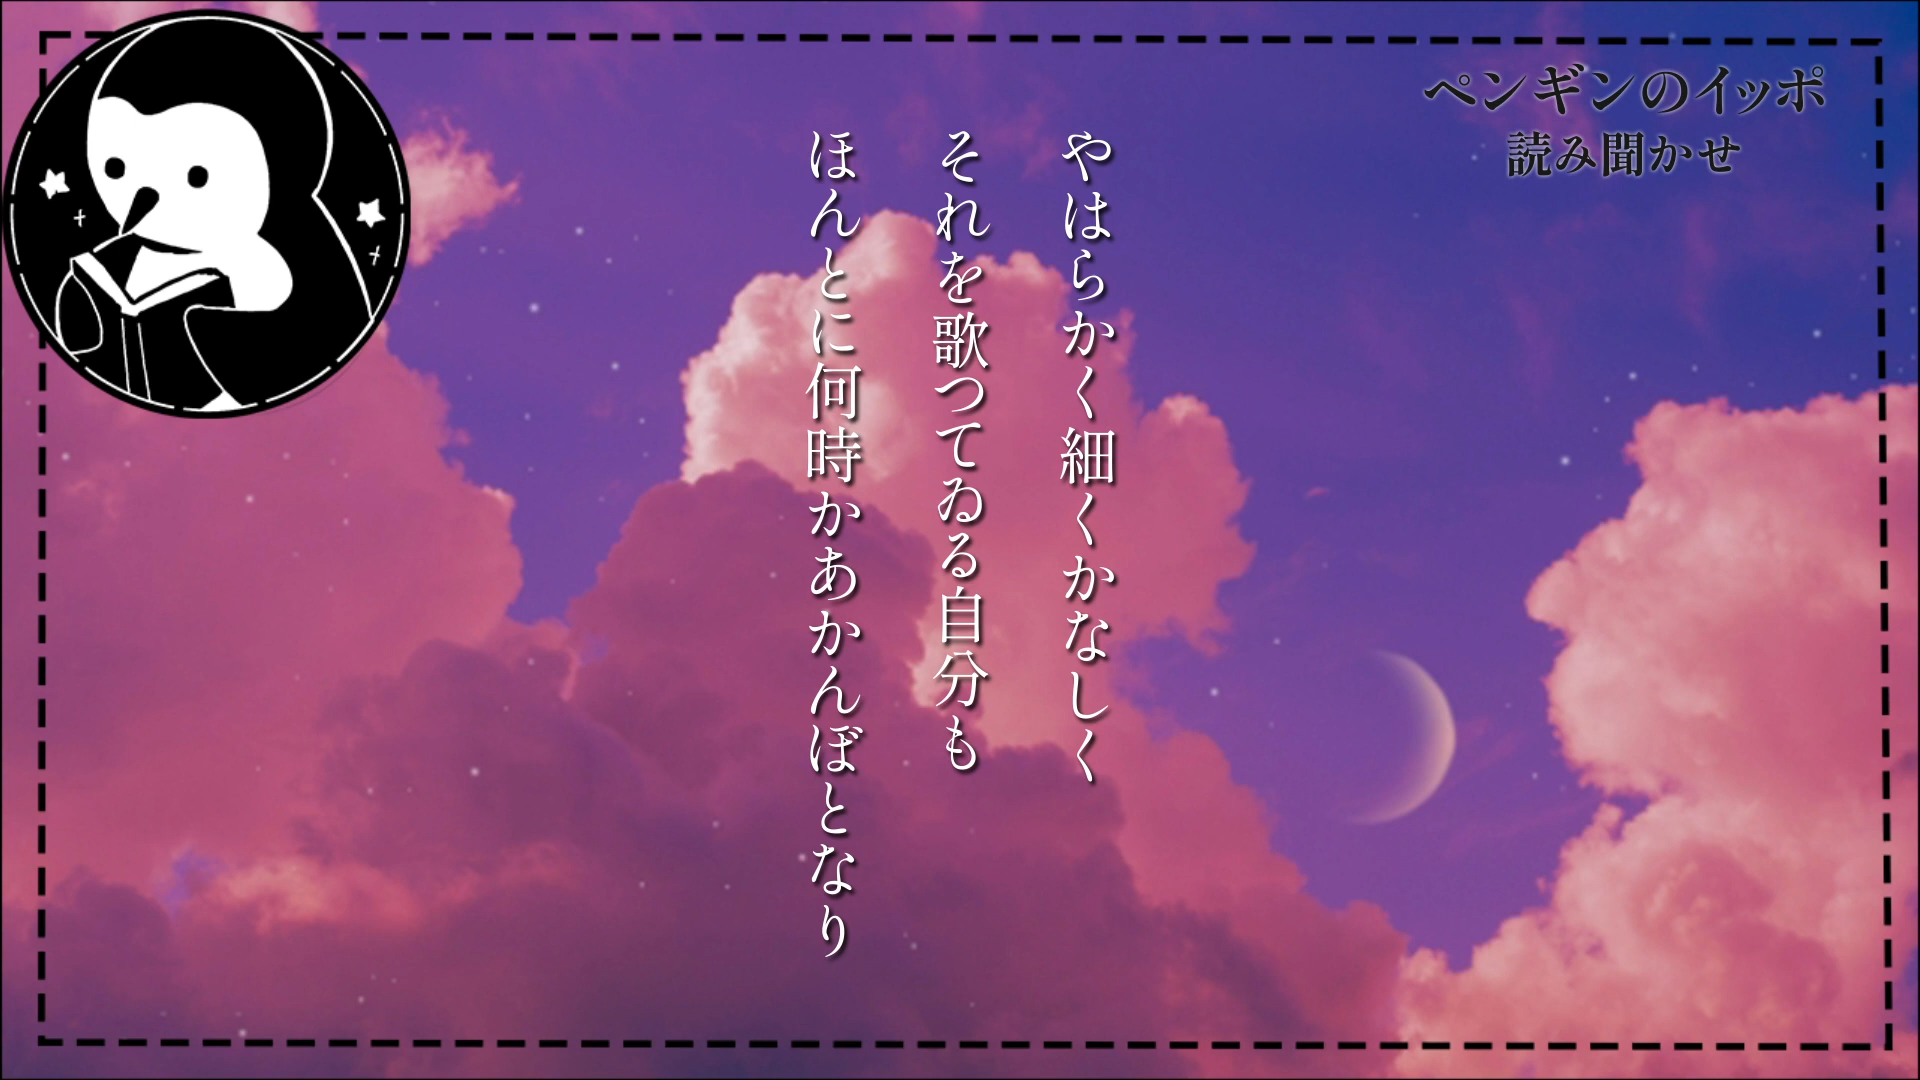 ペンギンのイッポ
読み聞かせ
やはらかく細くかなしく
それを歌つてゐる自分も
ほんとに何時かあかんぼとなり